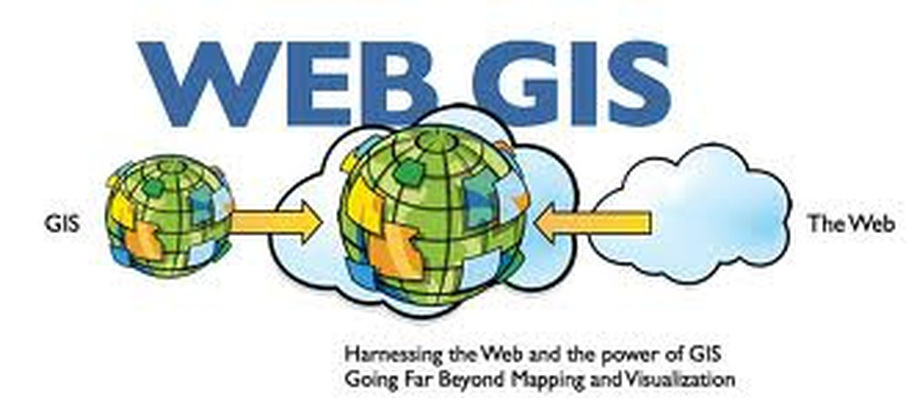 WEB GIS
GIS
The Web
Harnessing the Web and the power of GIS
Going Far Beyond Mapping and Visualization